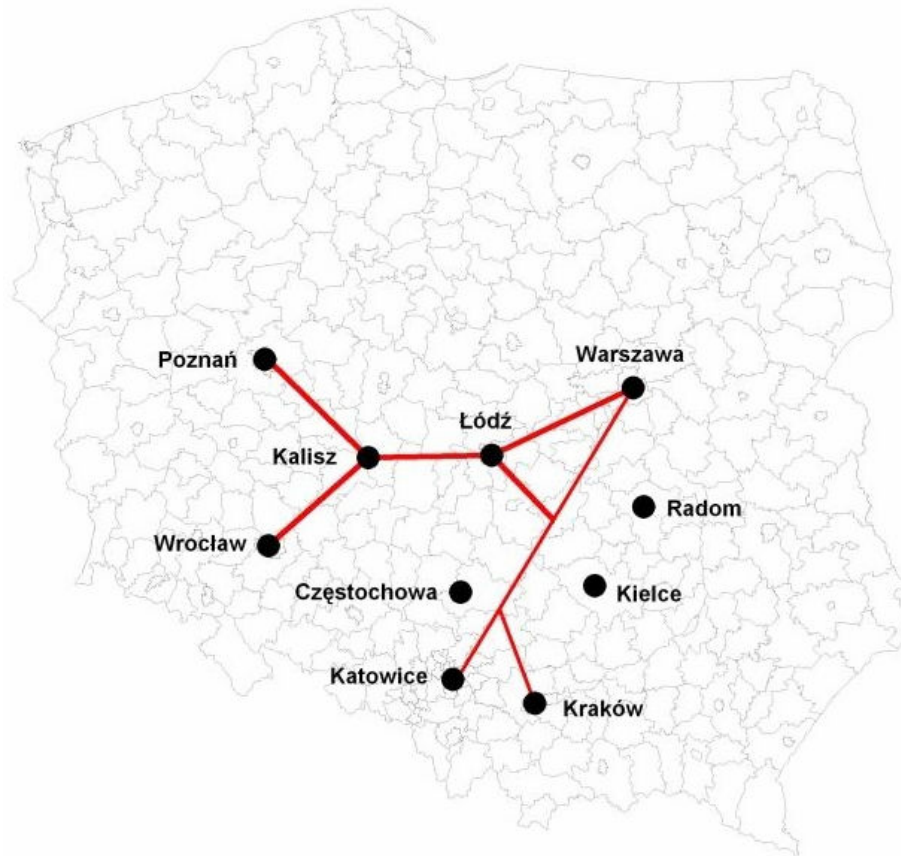 Warszawa
Poznań
Łódź
Kalisz
Radom
Wrocław
Częstochowa
Kielce
Katowice
Kraków